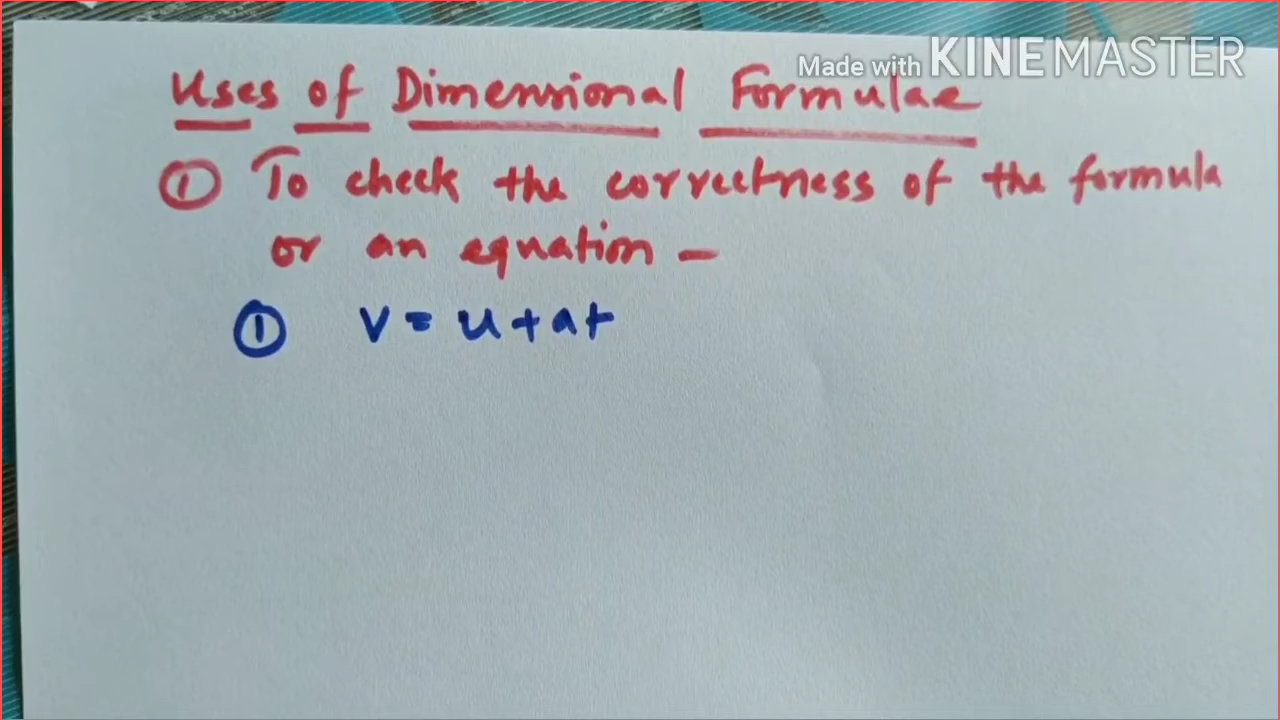 Made with KINEMASTER
Uses of Dimensional Formulae
① To check the correctness of the formula
or an equation -
① V = u + at